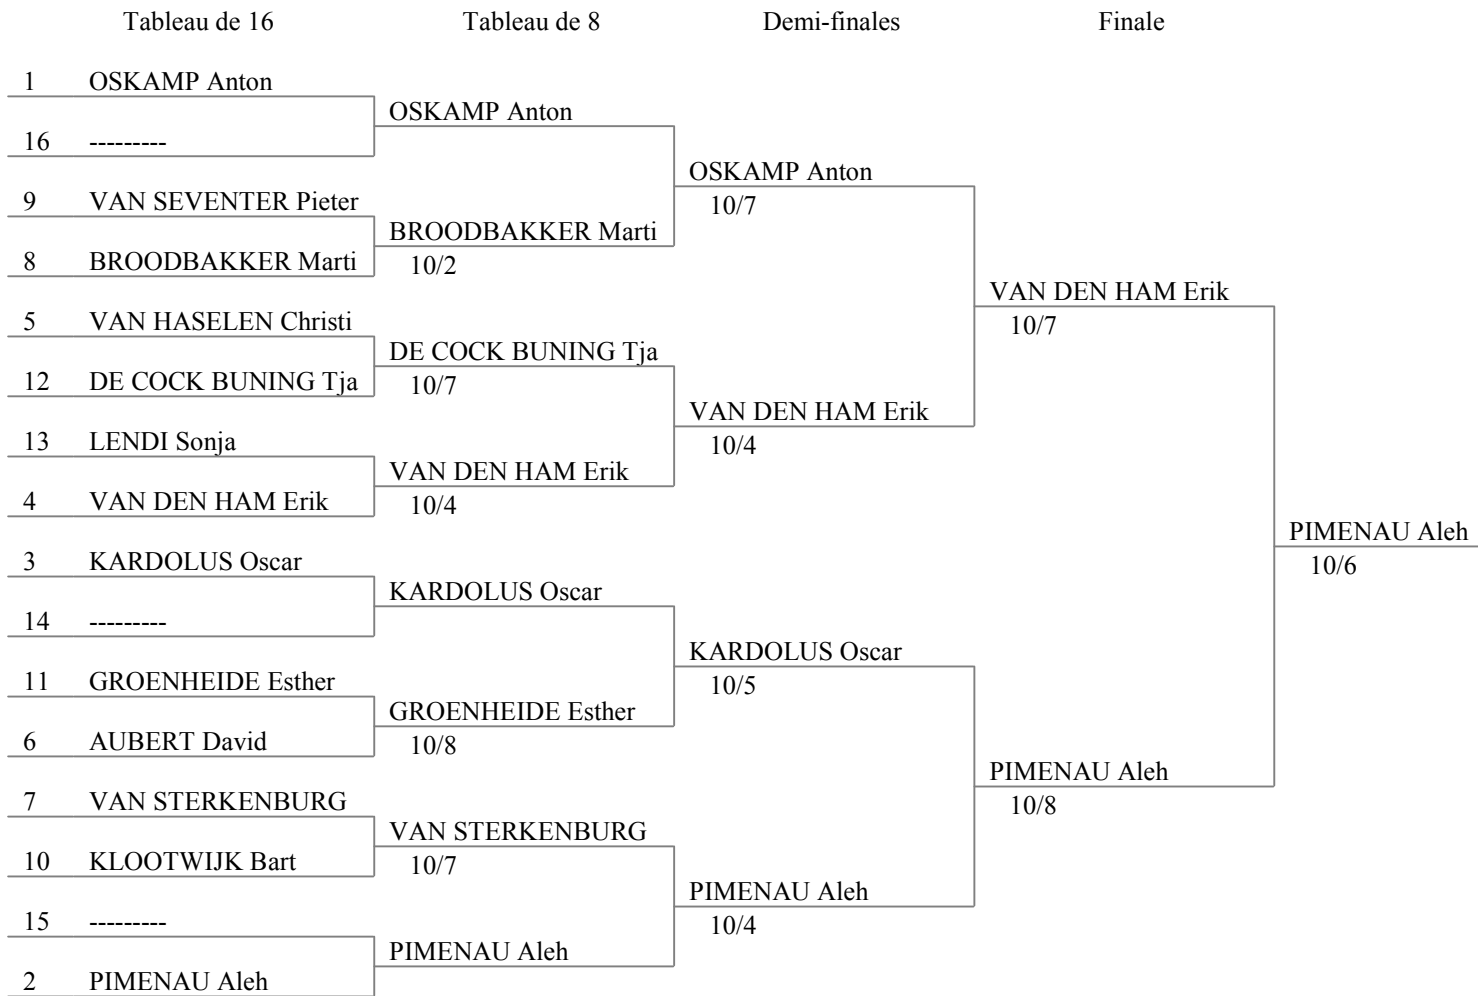 Tableau de 16 Tableau de 8 Demi-finales Finale
1 OSKAMP Anton
OSKAMP Anton
16 ---------
OSKAMP Anton
9 VAN SEVENTER Pieter
10/7
BROODBAKKER Marti
8 BROODBAKKER Marti
10/2
VAN DEN HAM Erik
5 VAN HASELEN Christi
10/7
DE COCK BUNING Tja
12 DE COCK BUNING Tja
10/7
VAN DEN HAM Erik
13 LENDI Sonja
10/4
VAN DEN HAM Erik
4 VAN DEN HAM Erik
10/4
PIMENAU Aleh
3 KARDOLUS Oscar
10/6
KARDOLUS Oscar
14 ---------
KARDOLUS Oscar
11 GROENHEIDE Esther
10/5
GROENHEIDE Esther
6 AUBERT David
10/8
PIMENAU Aleh
7 VAN STERKENBURG
10/8
VAN STERKENBURG
10 KLOOTWIJK Bart
10/7
PIMENAU Aleh
15 ---------
10/4
PIMENAU Aleh
2 PIMENAU Aleh